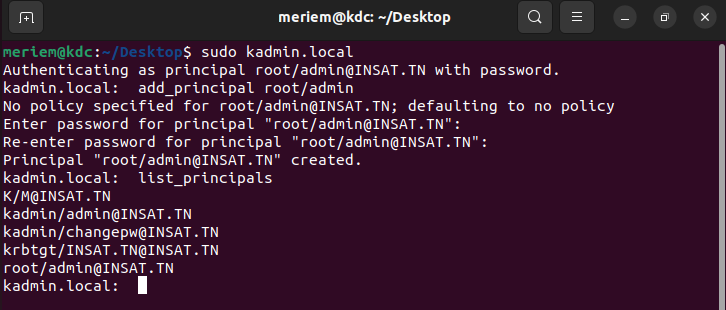 meriem@kdc: ~/Desktop
meriem@kdc:~/Desktop$ sudo kadmin.local
Authenticating as principal root/admin@INSAT.TN with password.
kadmin.local:  add_principal root/admin
No policy specified for root/admin@INSAT.TN; defaulting to no policy
Enter password for principal "root/admin@INSAT.TN":
Re-enter password for principal "root/admin@INSAT.TN":
Principal "root/admin@INSAT.TN" created.
kadmin.local:  list_principals
K/M@INSAT.TN
kadmin/admin@INSAT.TN
kadmin/changepw@INSAT.TN
krbtgt/INSAT.TN@INSAT.TN
root/admin@INSAT.TN
kadmin.local: